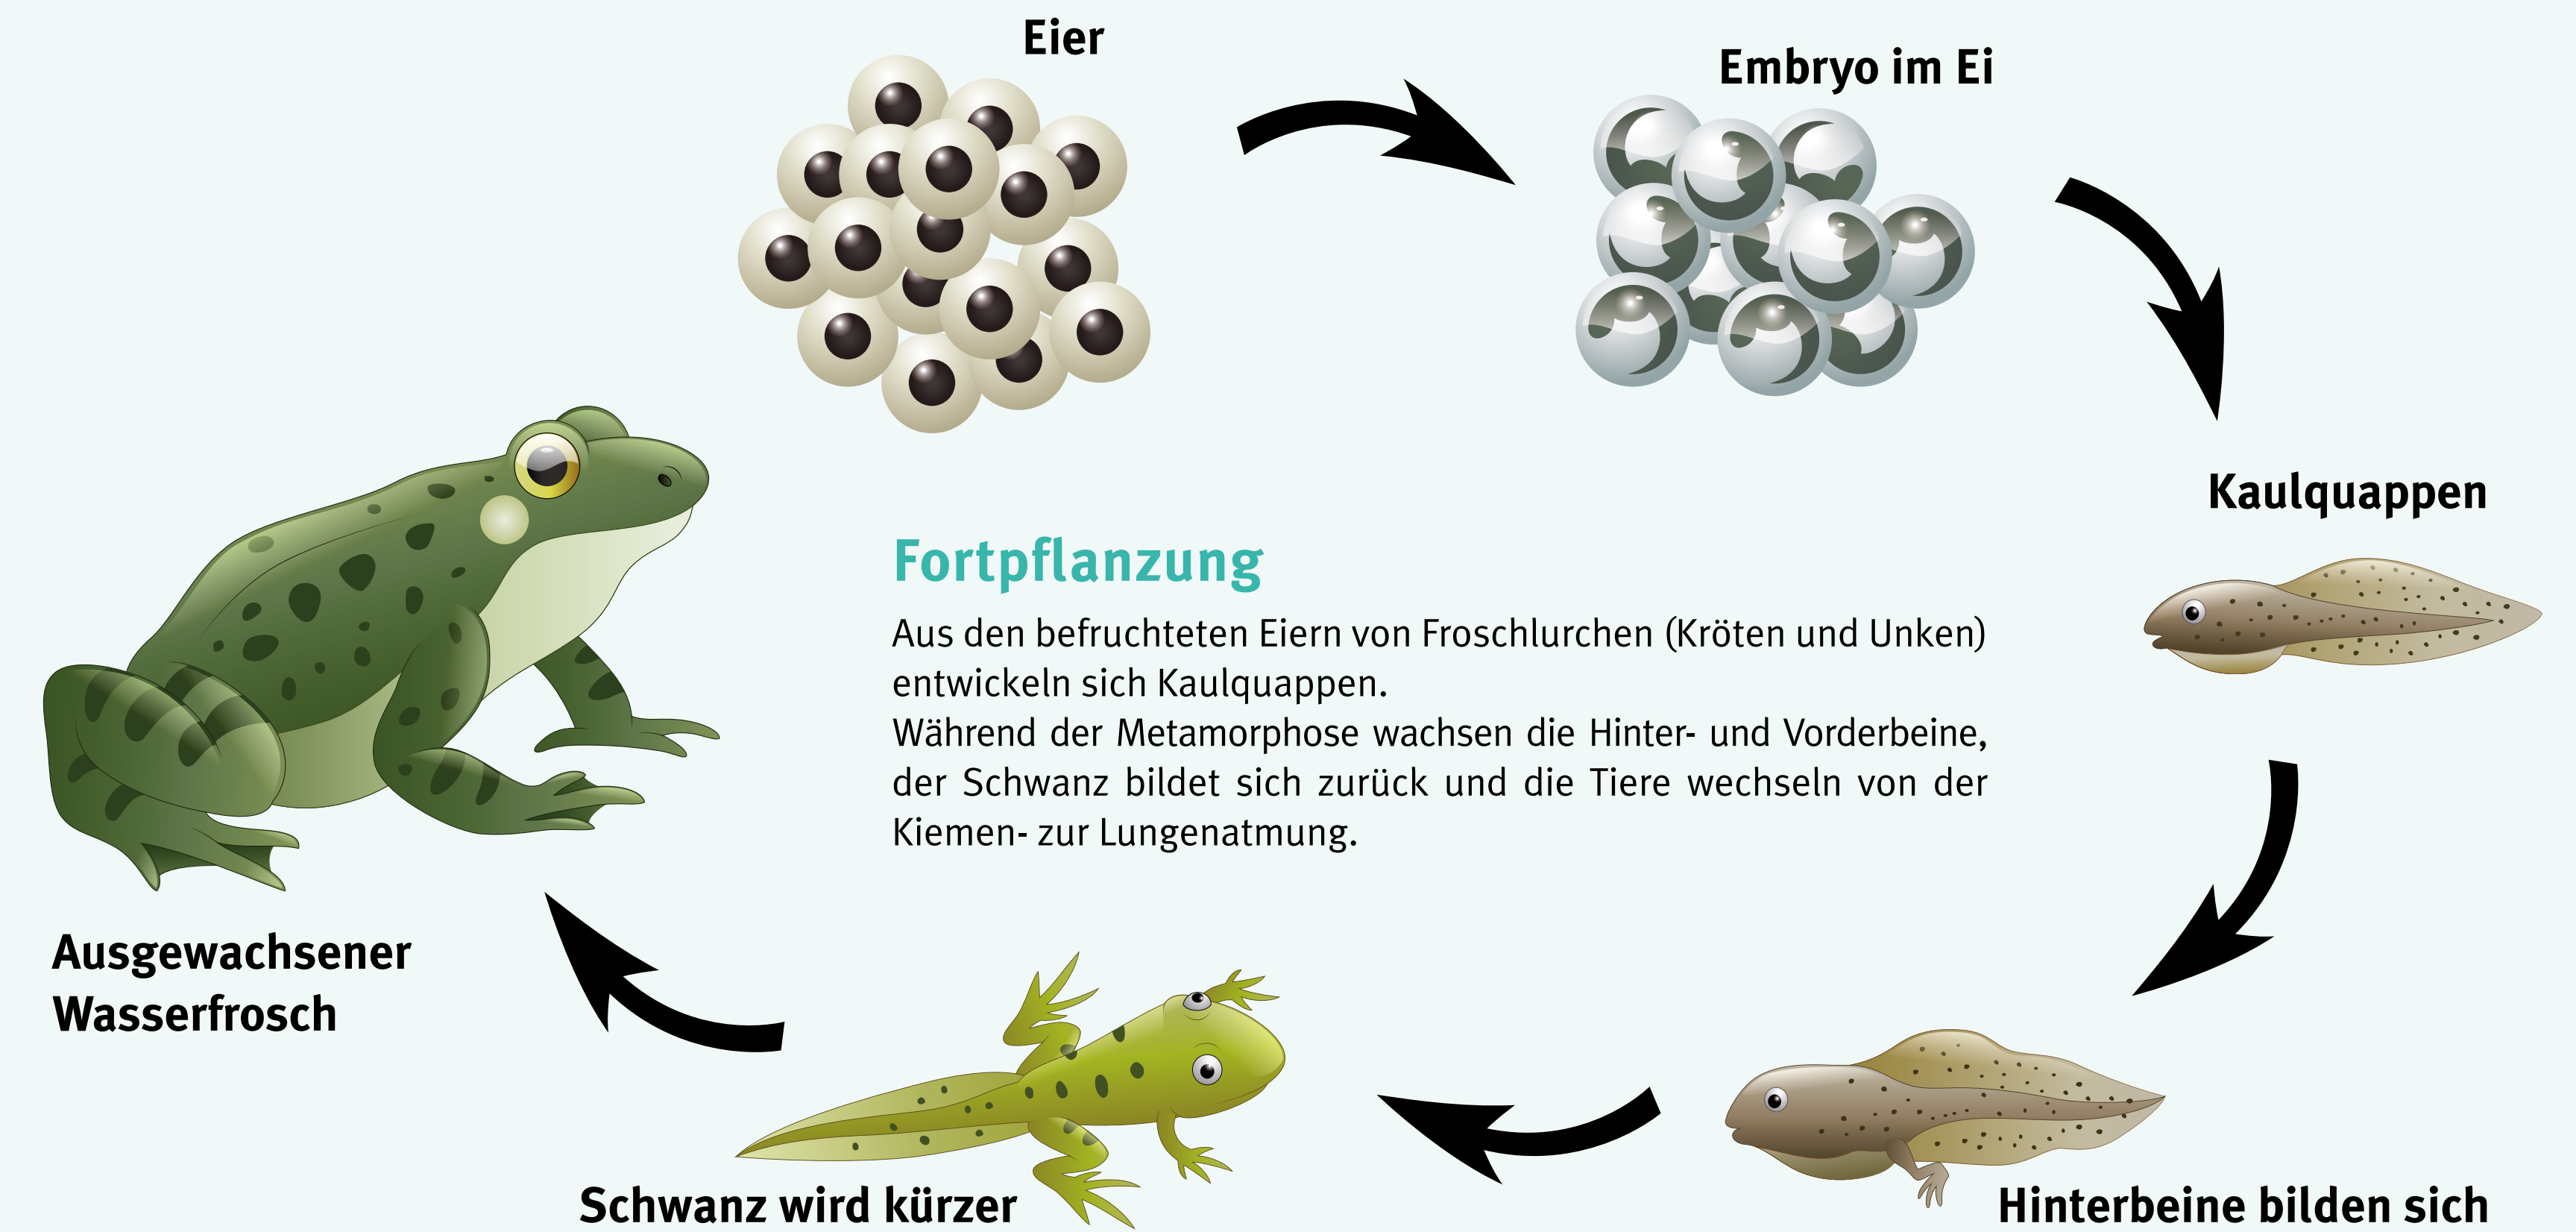 Eier
Embryo im Ei
Kaulquappen
Fortpflanzung
Aus den befruchteten Eiern von Froschlurchen (Kröten und Unken)
entwickeln sich Kaulquappen.
Während der Metamorphose wachsen die Hinter- und Vorderbeine,
der Schwanz bildet sich zurück und die Tiere wechseln von der
Kiemen- zur Lungenatmung.
Ausgewachsener
Wasserfrosch
Schwanz wird kürzer
Hinterbeine bilden sich